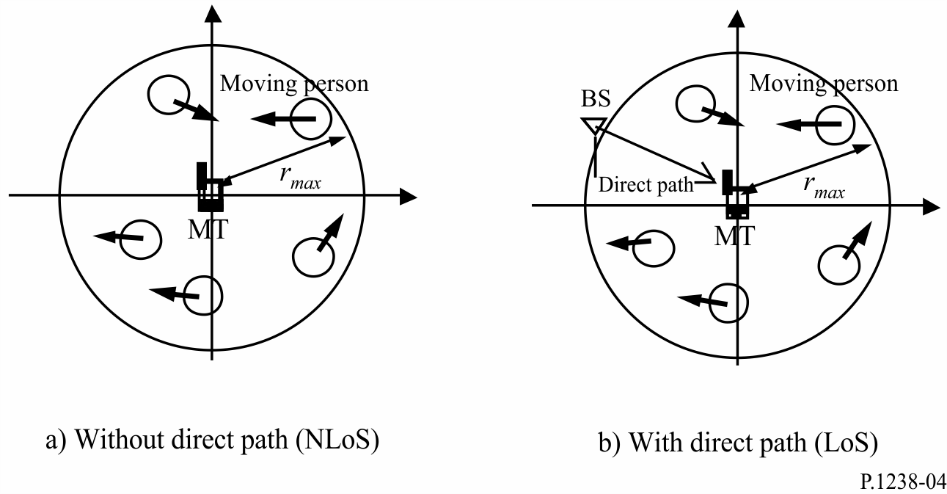 Moving person
r_max
MT
a) Without direct path (NLoS)
Moving person
BS
Direct path
r_max
MT
b) With direct path (LoS)
P.1238-04